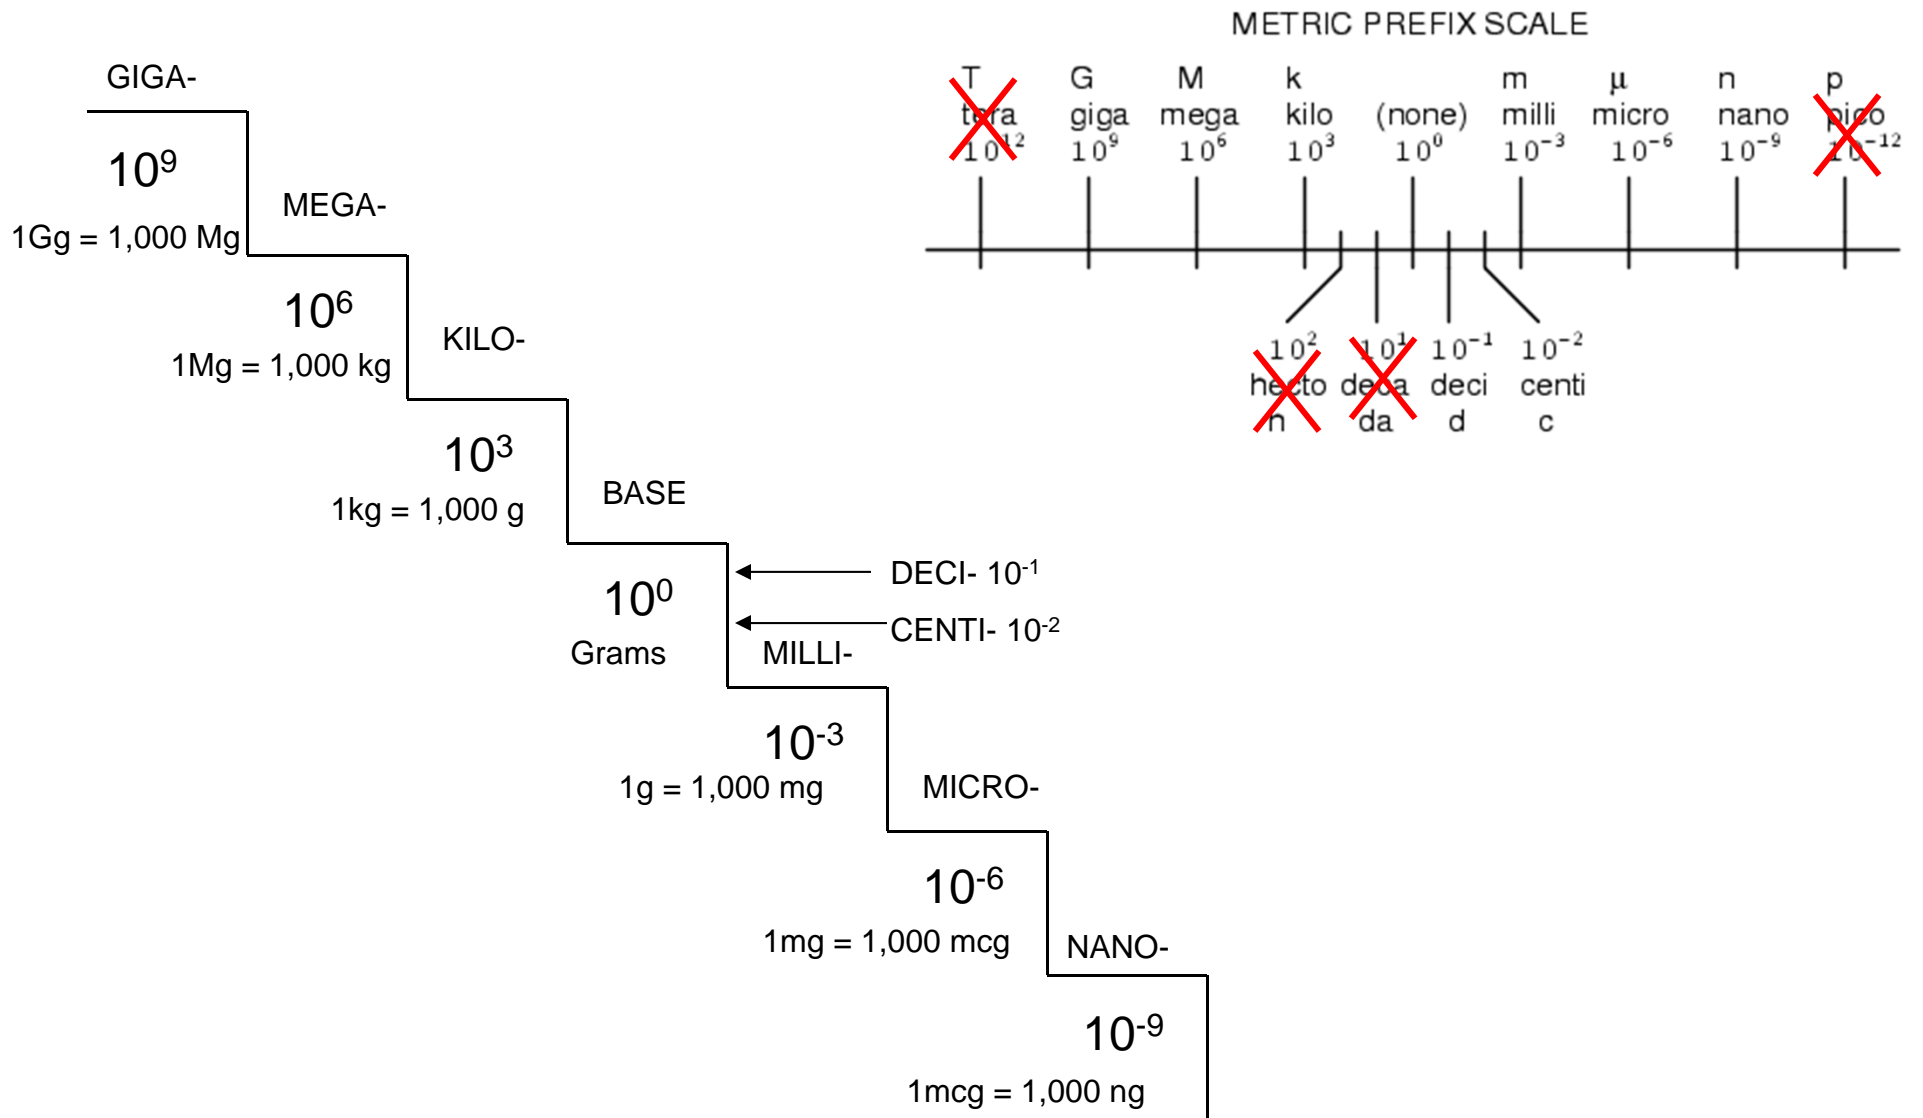 METRIC PREFIX SCALE
T G M k m μ n p
tera giga mega kilo (none) milli micro nano pico
10¹² 10⁹ 10⁶ 10³ 10⁰ 10⁻³ 10⁻⁶ 10⁻⁹ 10⁻¹²
10² 10¹ 10⁻¹ 10⁻²
hecto deca deci centi
h da d c
GIGA-
10⁹
1Gg = 1,000 Mg
MEGA-
10⁶
1Mg = 1,000 kg
KILO-
10³
1kg = 1,000 g
BASE
10⁰
Grams
DECI- 10⁻¹
CENTI- 10⁻²
MILLI-
10⁻³
1g = 1,000 mg
MICRO-
10⁻⁶
1mg = 1,000 mcg
NANO-
10⁻⁹
1mcg = 1,000 ng